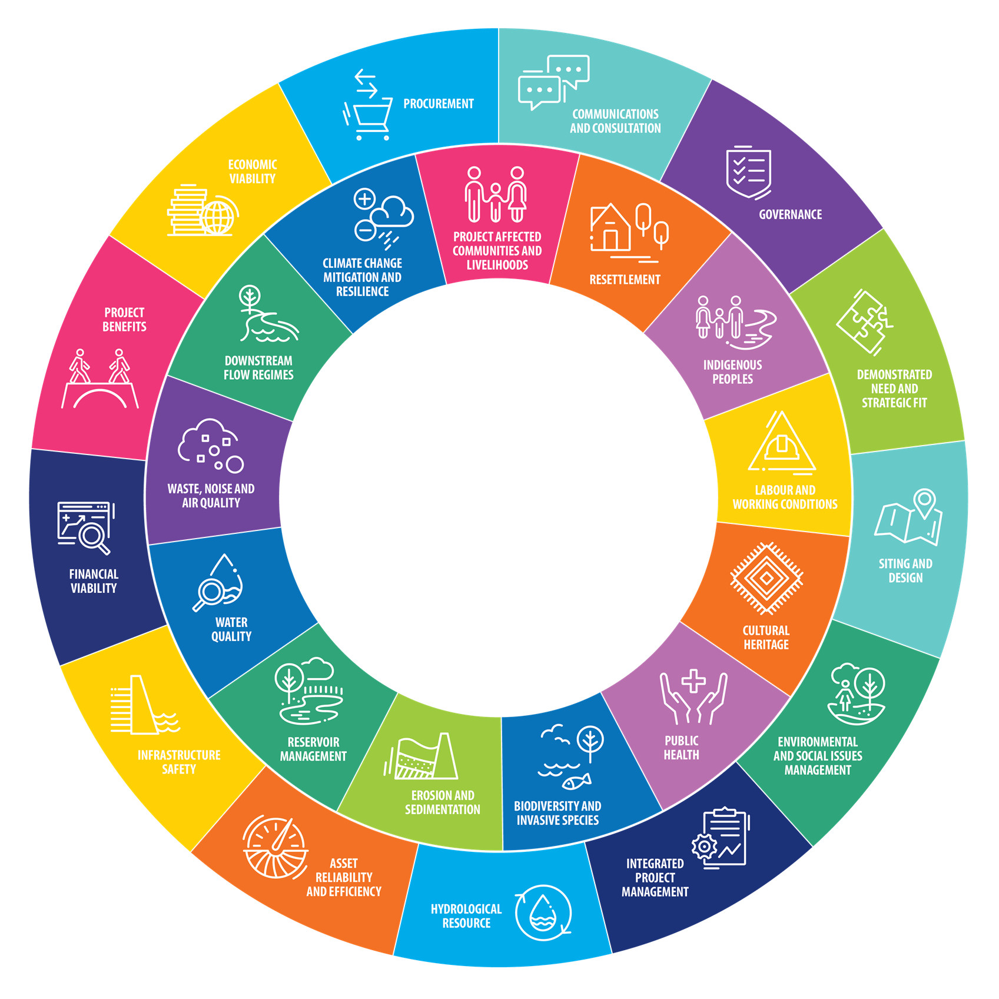 COMMUNICATIONS
AND CONSULTATION
GOVERNANCE
DEMONSTRATED
NEED AND
STRATEGIC FIT
SITING AND
DESIGN
ENVIRONMENTAL
AND SOCIAL ISSUES
MANAGEMENT
INTEGRATED
PROJECT
MANAGEMENT
HYDROLOGICAL
RESOURCE
ASSET
RELIABILITY
AND EFFICIENCY
INFRASTRUCTURE
SAFETY
FINANCIAL
VIABILITY
PROJECT
BENEFITS
ECONOMIC
VIABILITY
PROCUREMENT
PROJECT AFFECTED
COMMUNITIES AND
LIVELIHOODS
RESETTLEMENT
INDIGENOUS
PEOPLES
LABOUR AND
WORKING CONDITIONS
CULTURAL
HERITAGE
PUBLIC
HEALTH
BIODIVERSITY AND
INVASIVE SPECIES
EROSION AND
SEDIMENTATION
RESERVOIR
MANAGEMENT
WATER
QUALITY
WASTE, NOISE AND
AIR QUALITY
DOWNSTREAM
FLOW REGIMES
CLIMATE CHANGE
MITIGATION AND
RESILIENCE